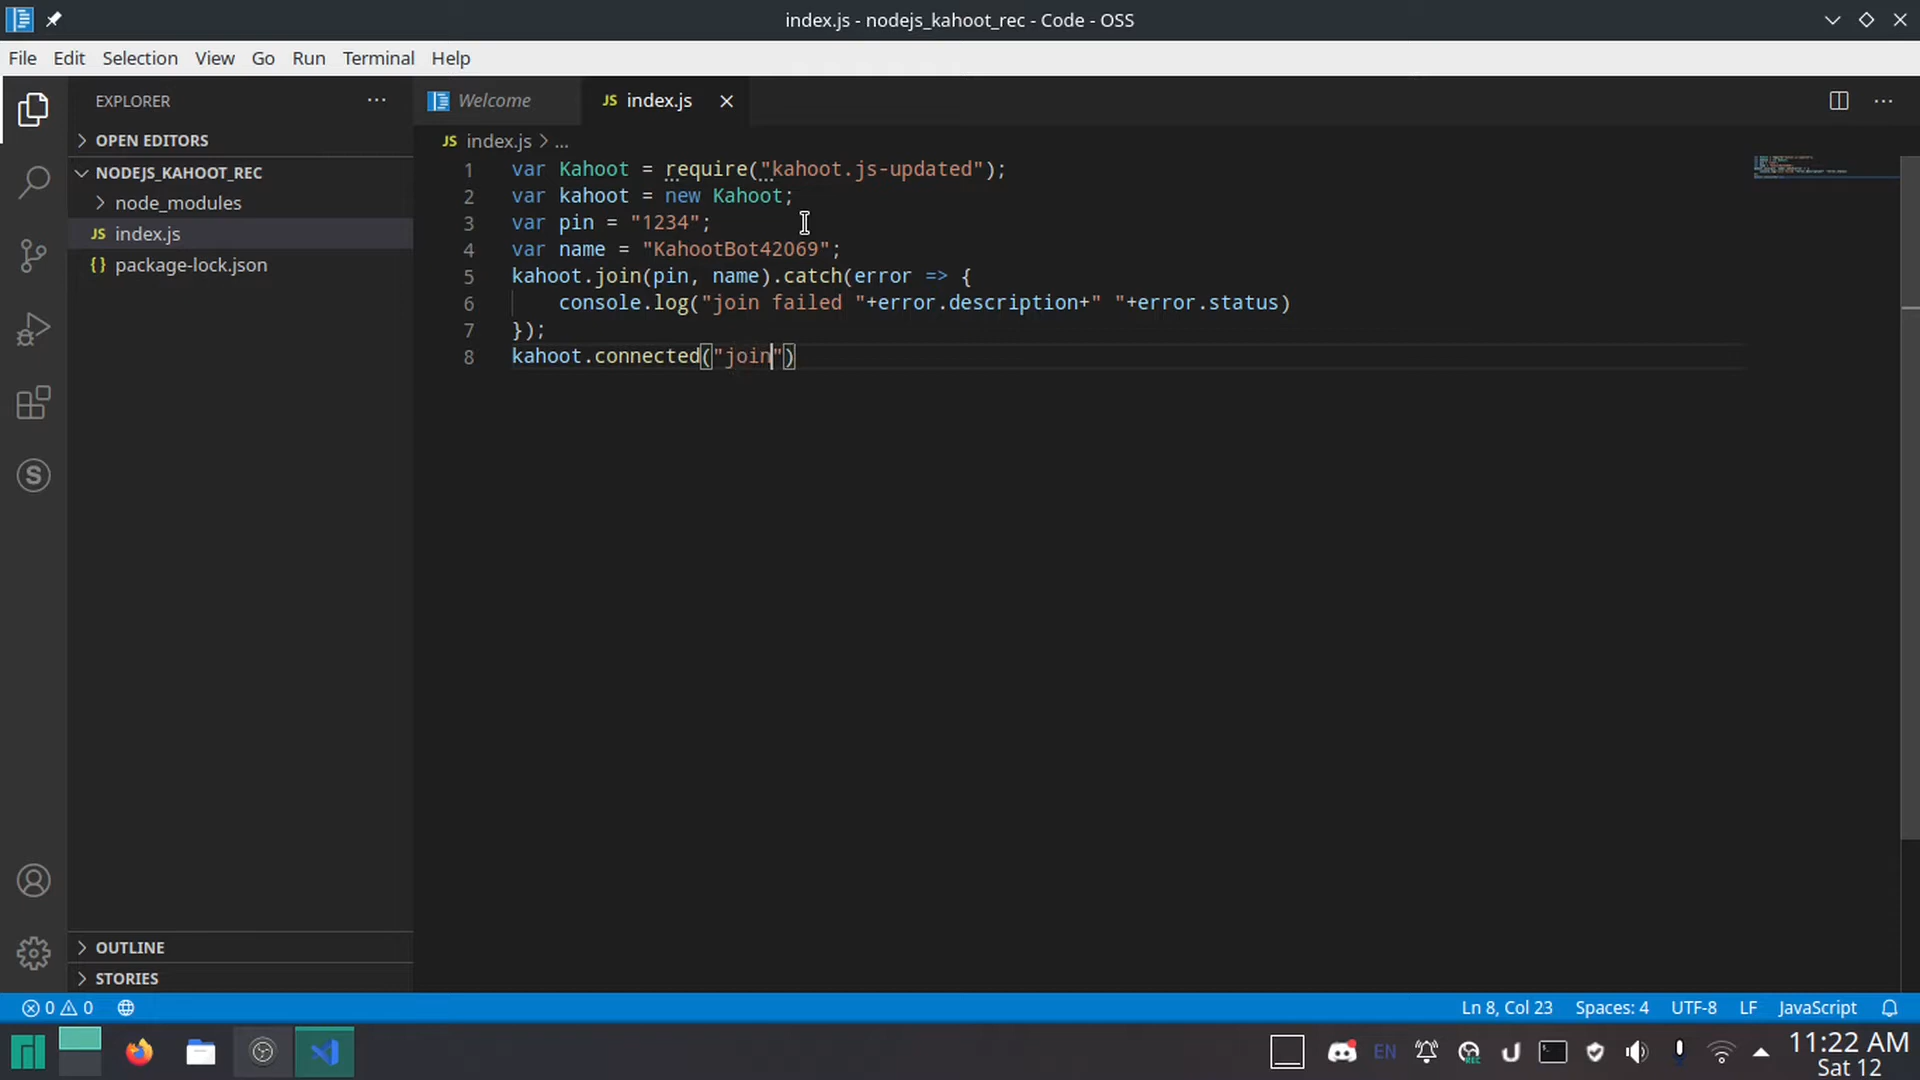 index.js - nodejs_kahoot_rec - Code - OSS
File Edit Selection View Go Run Terminal Help
EXPLORER ···
OPEN EDITORS
NODEJS_KAHOOT_REC
node_modules
JS index.js
{} package-lock.json
OUTLINE
STORIES
Welcome JS index.js
JS index.js > ...
1 var Kahoot = require("kahoot.js-updated");
2 var kahoot = new Kahoot;
3 var pin = "1234";
4 var name = "KahootBot42069";
5 kahoot.join(pin, name).catch(error => {
6 console.log("join failed "+error.description+" "+error.status)
7 });
8 kahoot.connected("join")
0 0 Ln 8, Col 23 Spaces: 4 UTF-8 LF JavaScript
EN REC 11:22 AM
Sat 12